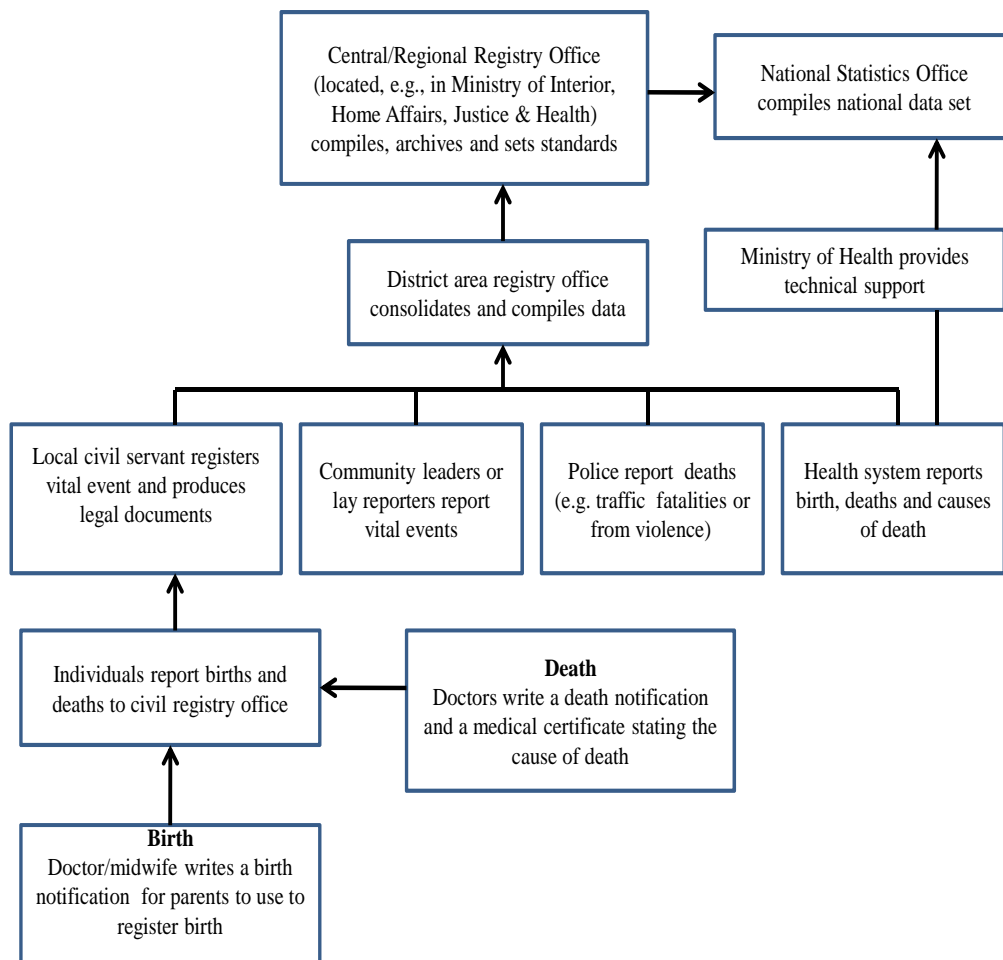 Central/Regional Registry Office
(located, e.g., in Ministry of Interior,
Home Affairs, Justice & Health)
compiles, archives and sets standards
National Statistics Office
compiles national data set
District area registry office
consolidates and compiles data
Ministry of Health provides
technical support
Local civil servant registers
vital event and produces
legal documents
Community leaders or
lay reporters report
vital events
Police report deaths
(e.g. traffic fatalities or
from violence)
Health system reports
birth, deaths and causes
of death
Individuals report births and
deaths to civil registry office
Death
Doctors write a death notification
and a medical certificate stating the
cause of death
Birth
Doctor/midwife writes a birth
notification for parents to use to
register birth